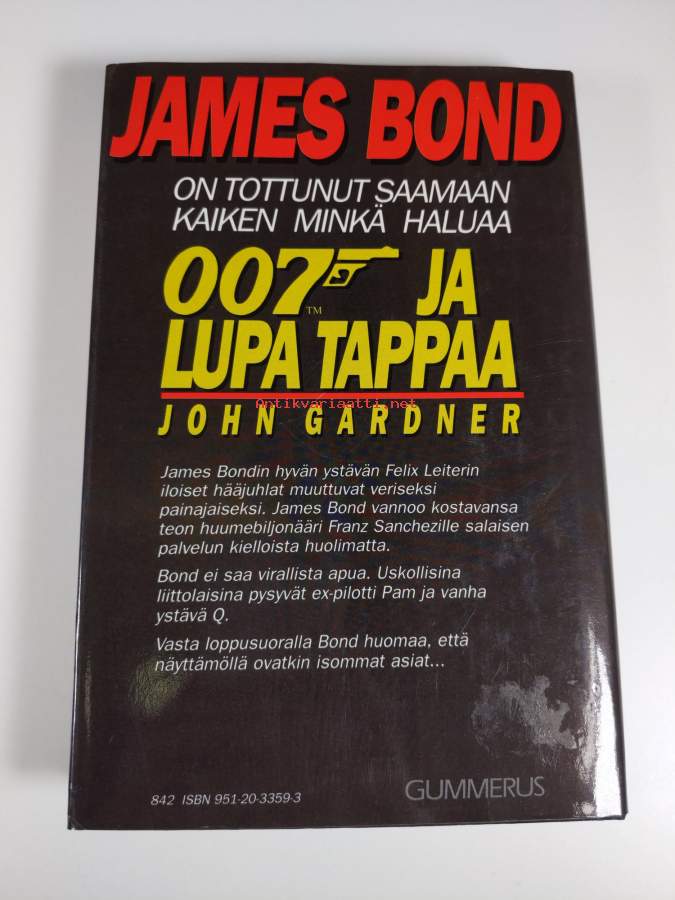 JAMES BOND
ON TOTTUNUT SAAMAAN
KAIKEN MINKÄ HALUAA
007 JA
TM
LUPA TAPPAA
Antikvariaatti.net
JOHN GARDNER
James Bondin hyvän ystävän Felix Leiterin
iloiset hääjuhlat muuttuvat veriseksi
painajaiseksi. James Bond vannoo kostavansa
teon huumebiljonääri Franz Sanchezille salaisen
palvelun kielloista huolimatta.
Bond ei saa virallista apua. Uskollisina
liittolaisina pysyvät ex-pilotti Pam ja vanha
ystävä Q.
Vasta loppusuoralla Bond huomaa, että
näyttämöllä ovatkin isommat asiat...
842 ISBN 951-20-3359-3
GUMMERUS